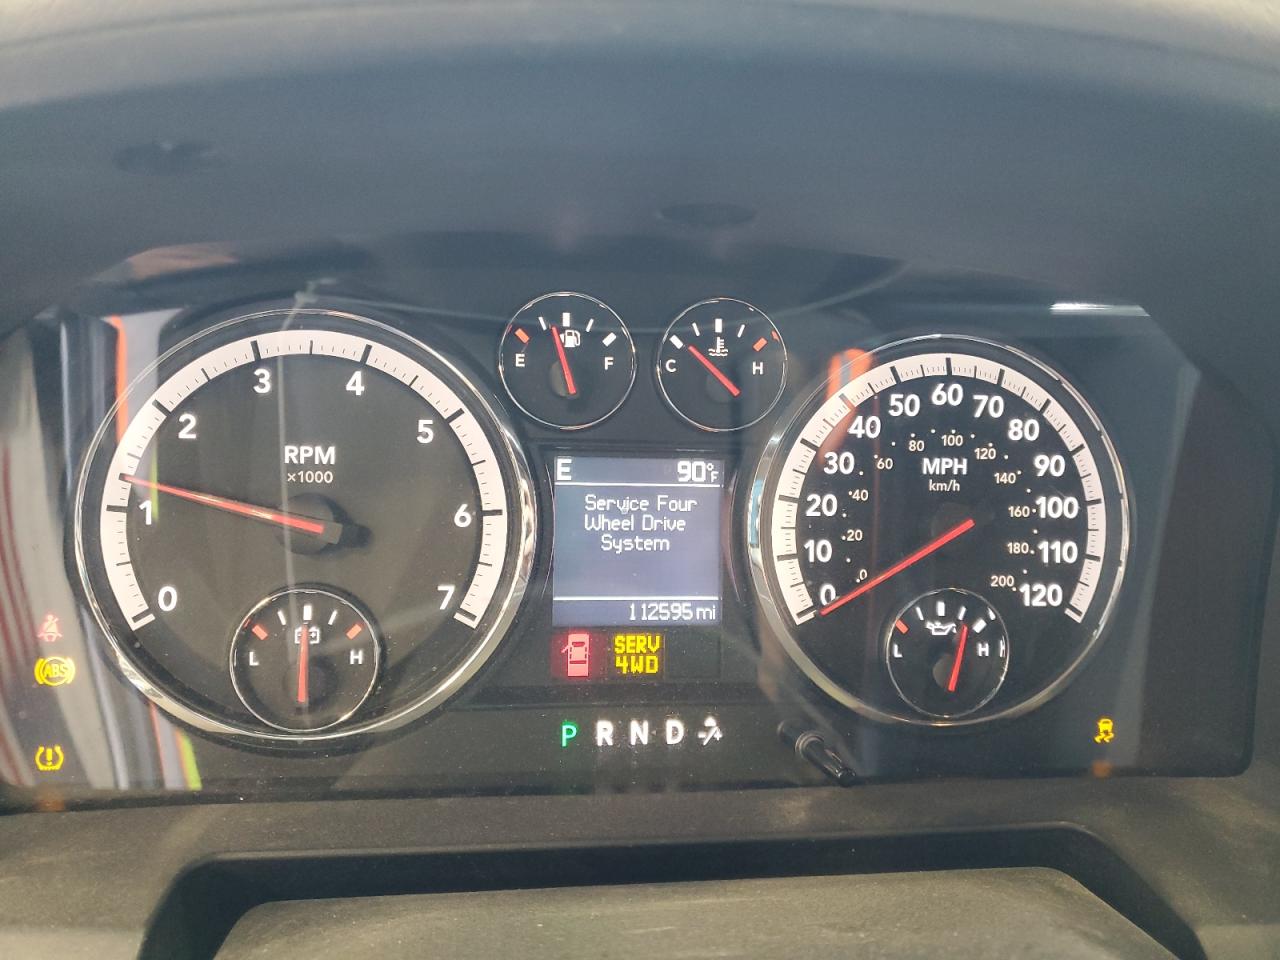 0
1
2
3
4
5
6
7
RPM
×1000
L H
E F
C H
E 90°F
Service Four
Wheel Drive
System
112595 mi
SERV
4WD
P R N D
0
10
20
30
40
50
60
70
80
90
100
110
120
MPH
km/h
0
20
40
60
80
100
120
140
160
180
200
L H
ABS